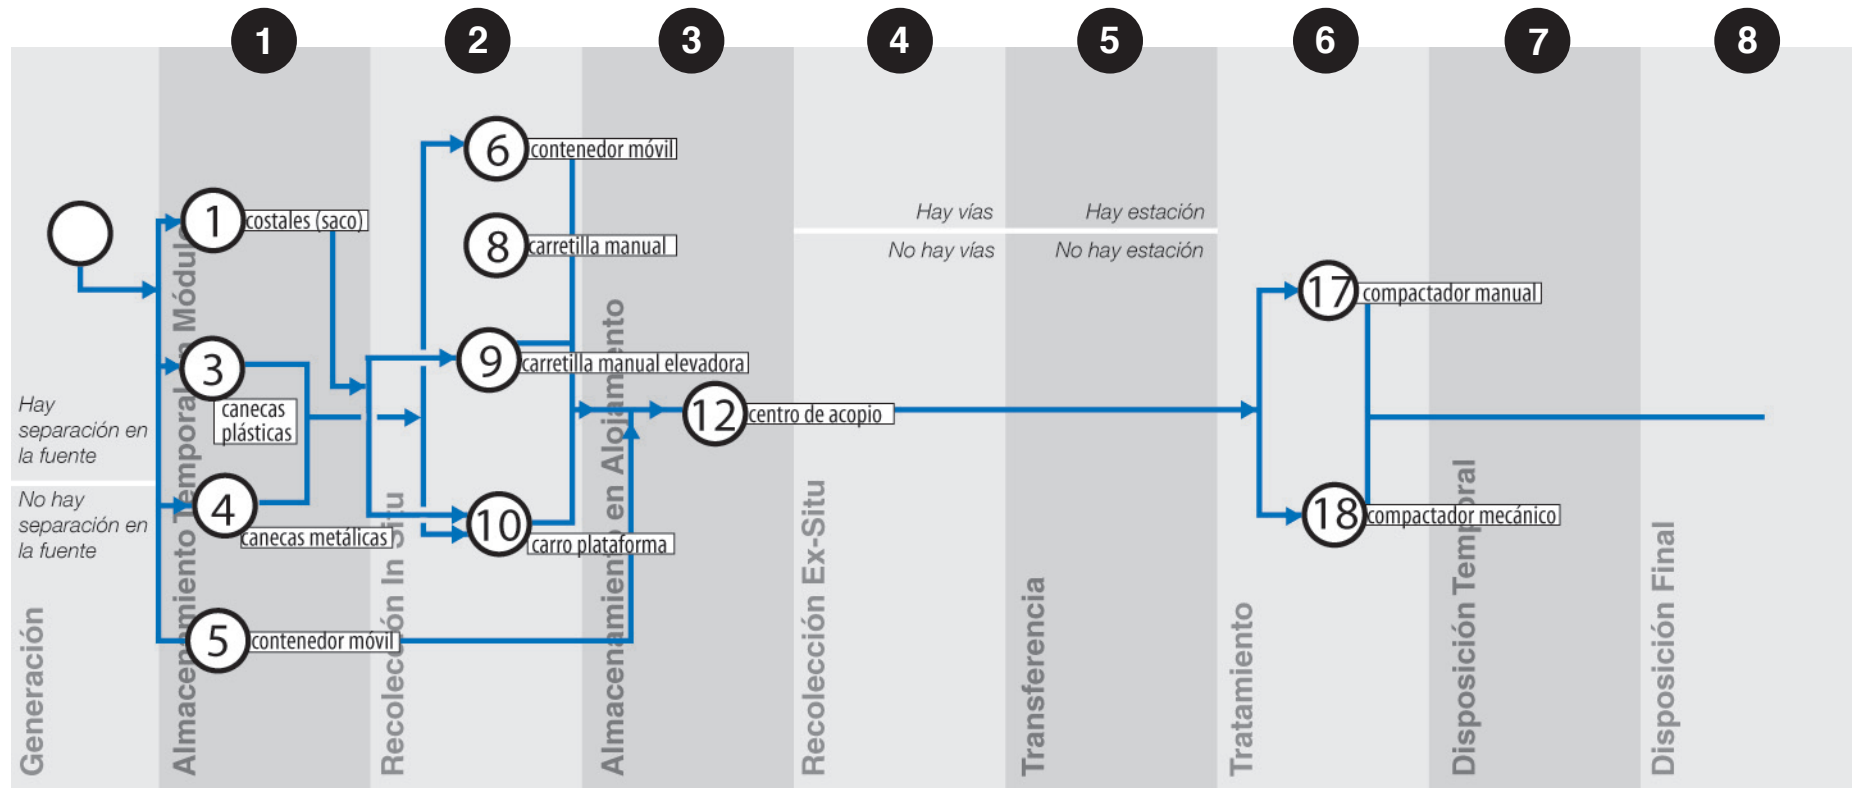 1
2
3
4
5
6
7
8
Generación
Hay
separación en
la fuente
No hay
separación en
la fuente
Almacenamiento Temporal en Módulo
1
costales (saco)
3
canecas
plásticas
4
canecas metálicas
5
contenedor móvil
Recolección In Situ
6
contenedor móvil
8
carretilla manual
9
carretilla manual elevadora
10
carro plataforma
Almacenamiento en Alojamiento
12
centro de acopio
Recolección Ex-Situ
Hay vías
No hay vías
Transferencia
Hay estación
No hay estación
Tratamiento
17
compactador manual
18
compactador mecánico
Disposición Temporal
Disposición Final